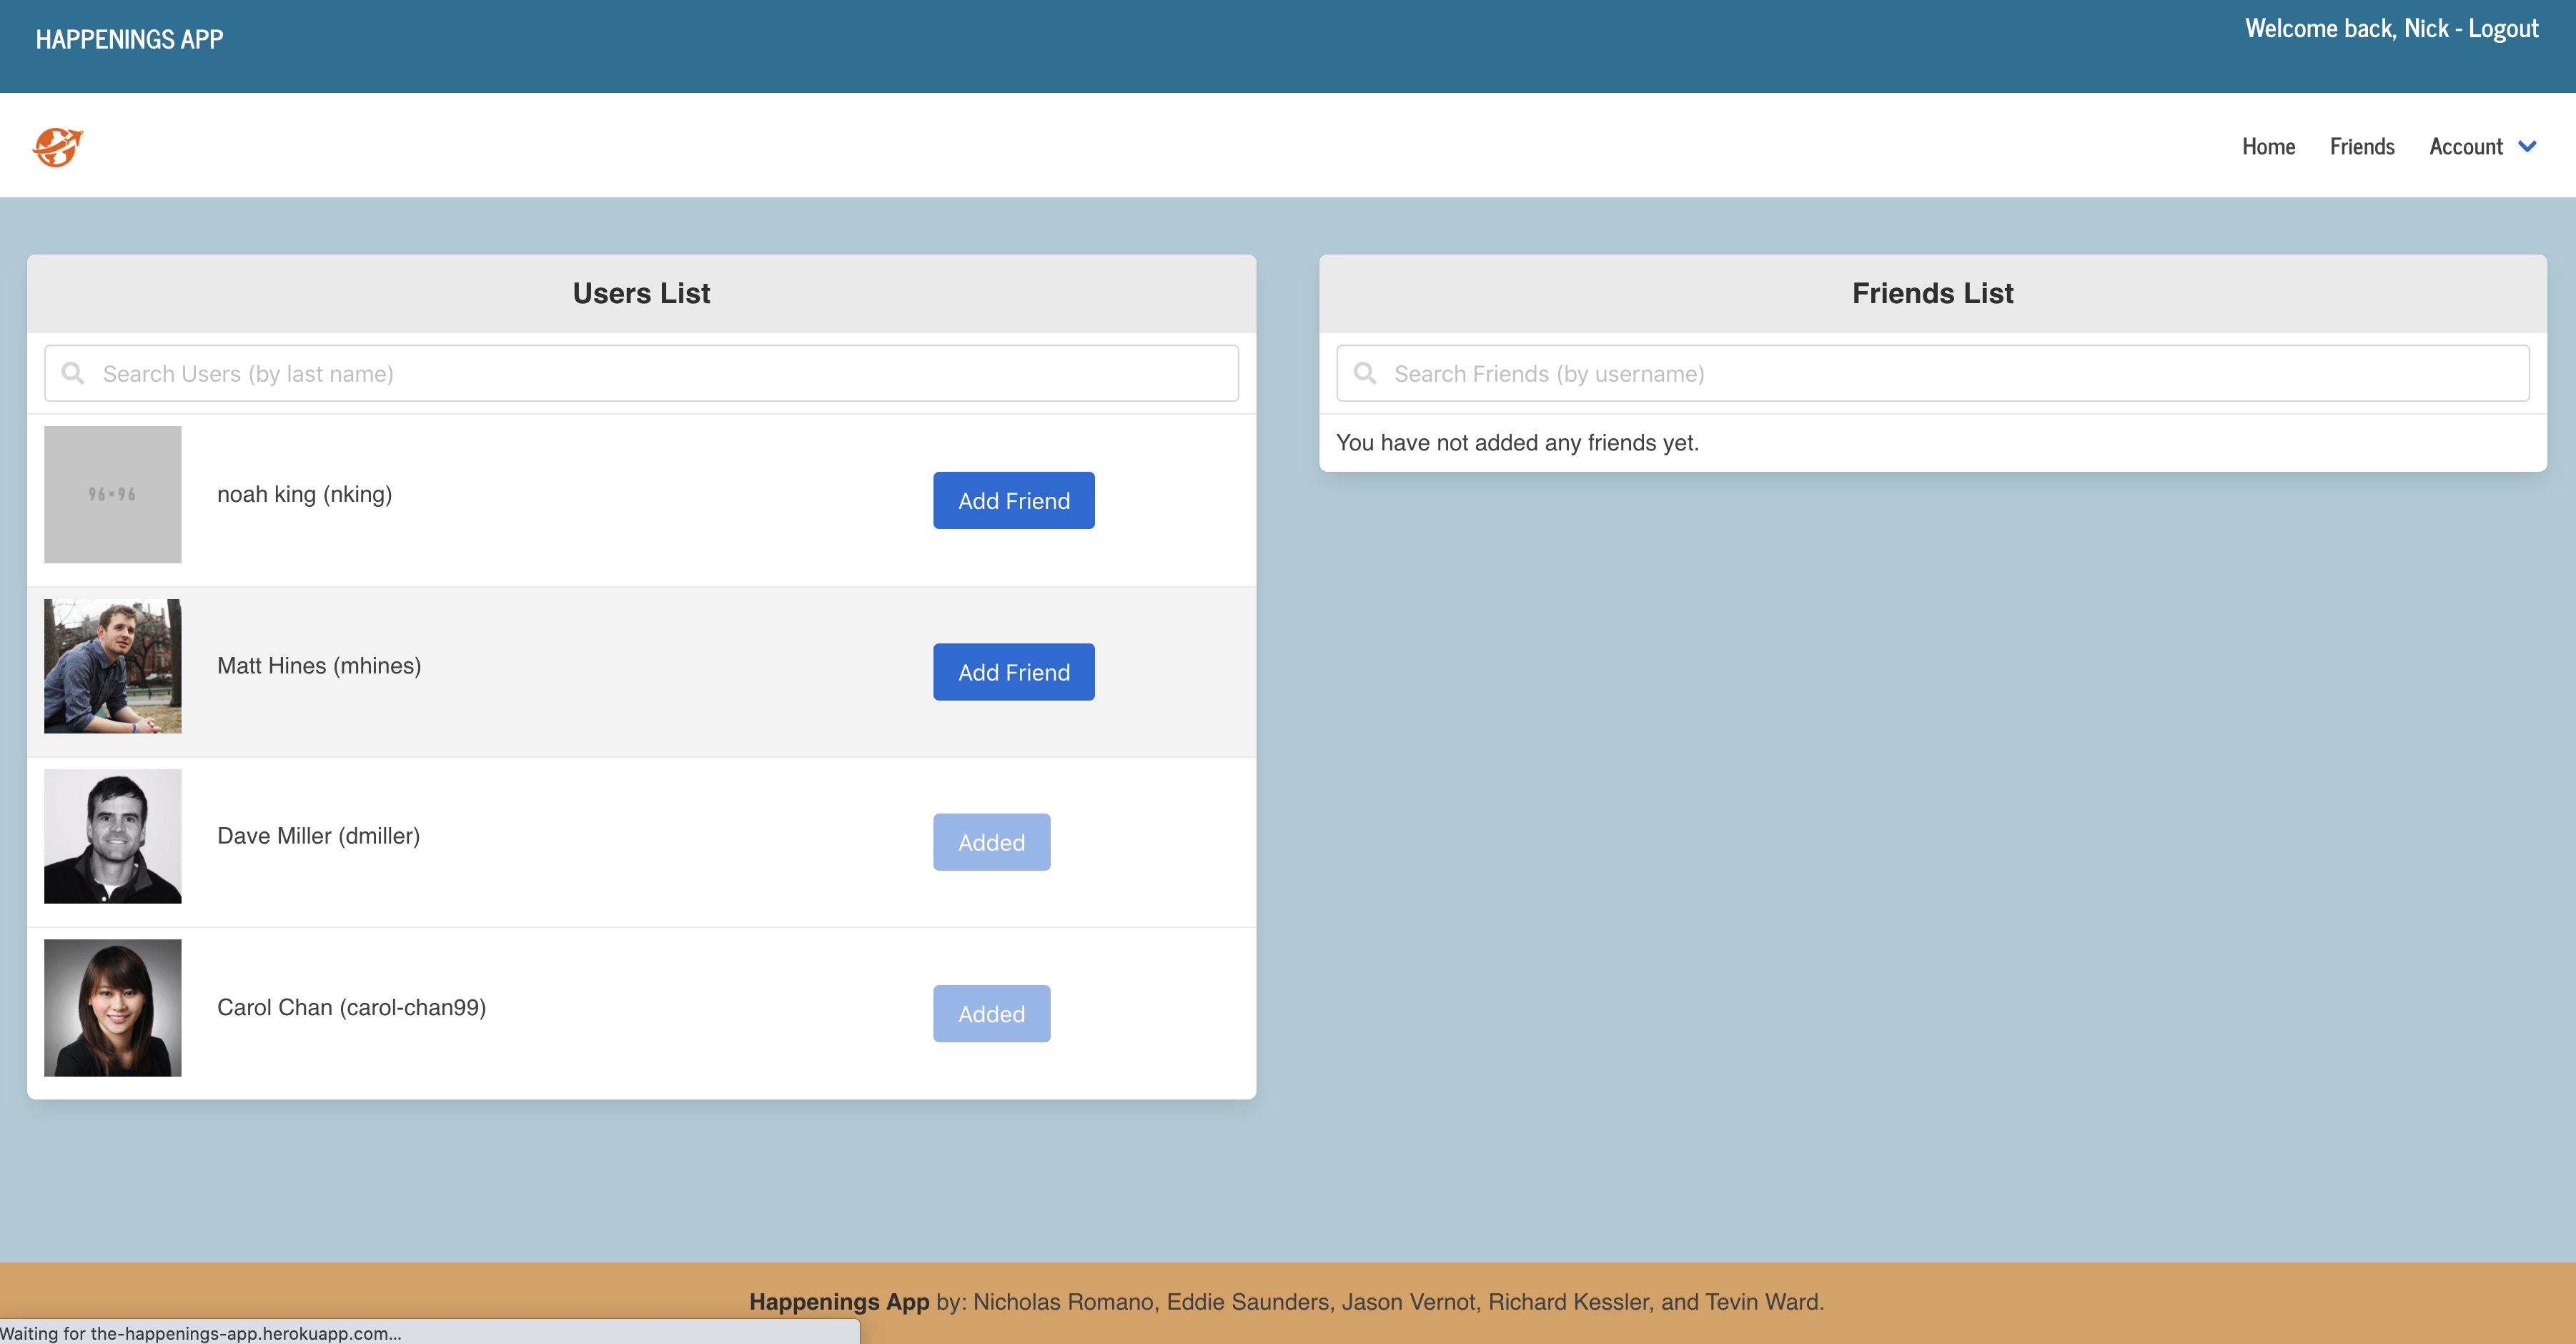 HAPPENINGS APP
Welcome back, Nick - Logout
Home Friends Account
Users List
Search Users (by last name)
96×96
noah king (nking)
Add Friend
Matt Hines (mhines)
Add Friend
Dave Miller (dmiller)
Added
Carol Chan (carol-chan99)
Added
Friends List
Search Friends (by username)
You have not added any friends yet.
Happenings App by: Nicholas Romano, Eddie Saunders, Jason Vernot, Richard Kessler, and Tevin Ward.
Waiting for the-happenings-app.herokuapp.com...